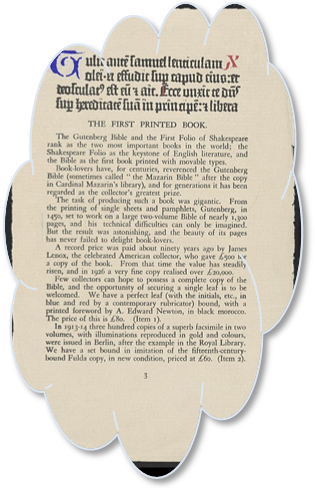 Tulit autē samuel lenticulam
olei et effudit sup capud eius: et
deosculatꝰ est eū et ait. Ecce unxit te dn̄s
sup hereditatē suā in principē: et libera
THE FIRST PRINTED BOOK.
The Gutenberg Bible and the First Folio of Shakespeare
rank as the two most important books in the world; the
Shakespeare Folio as the keystone of English literature, and
the Bible as the first book printed with movable types.
Book-lovers have, for centuries, reverenced the Gutenberg
Bible (sometimes called " the Mazarin Bible " after the copy
in Cardinal Mazarin's library), and for generations it has been
regarded as the collector's greatest prize.
The task of producing such a book was gigantic. From
the printing of single sheets and pamphlets, Gutenberg, in
1450, set to work on a large two-volume Bible of nearly 1,300
pages, and his technical difficulties can only be imagined.
But the result was astonishing, and the beauty of its pages
has never failed to delight book-lovers.
A record price was paid about ninety years ago by James
Lenox, the celebrated American collector, who gave £500 for
a copy of the book. From that time the value has steadily
risen, and in 1926 a very fine copy realised over £20,000.
Few collectors can hope to possess a complete copy of the
Bible, and the opportunity of securing a single leaf is to be
welcomed. We have a perfect leaf (with the initials, etc., in
blue and red by a contemporary rubricator) bound, with a
printed foreword by A. Edward Newton, in black morocco.
The price of this is £80. (Item 1).
In 1913-14 three hundred copies of a superb facsimile in two
volumes, with illuminations reproduced in gold and colours,
were issued in Berlin, after the example in the Royal Library.
We have a set bound in imitation of the fifteenth-century-
bound Fulda copy, in new condition, priced at £60. (Item 2).
3